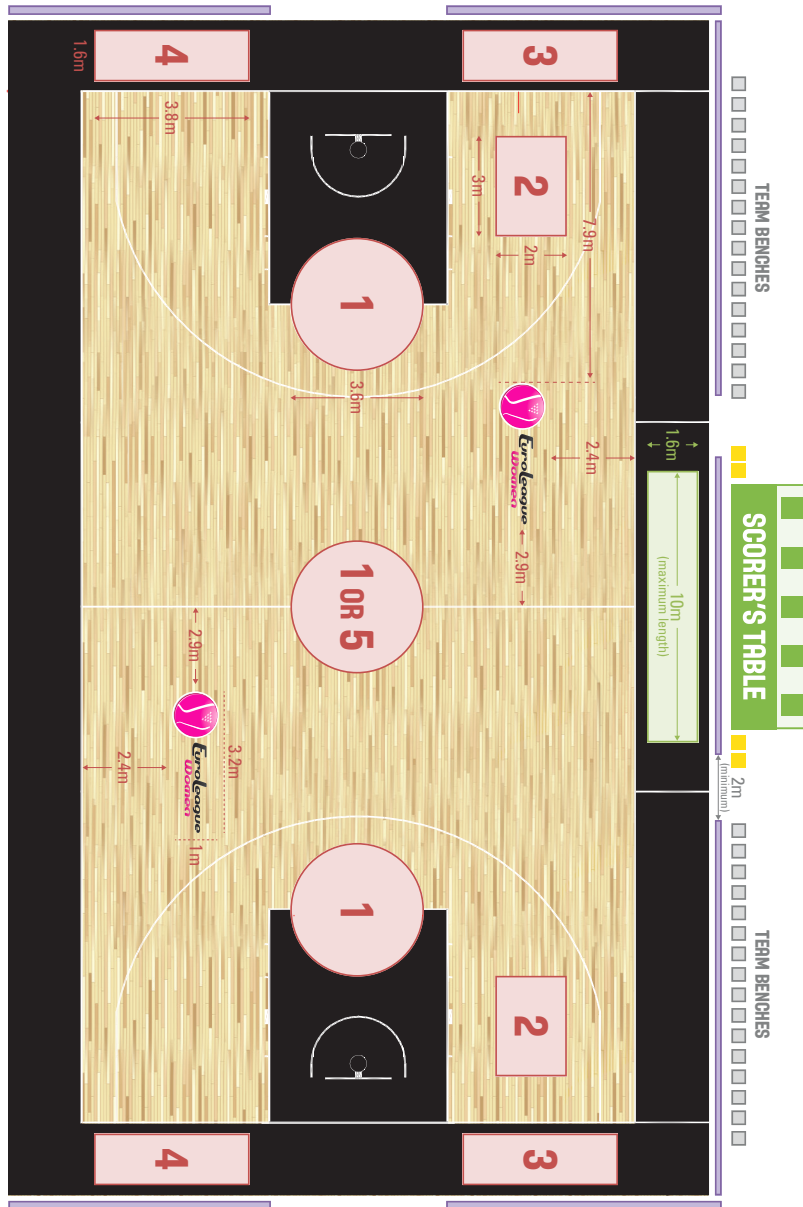 4
3
1.6m
3.8m
2
3m
2m
7.9m
TEAM BENCHES
1
3.6m
EuroLeague
women
2.4m
2.9m
1.6m
10m
(maximum length)
SCORER'S TABLE
1 OR 5
2.9m
EuroLeague
women
3.2m
1m
2.4m
2m
(minimum)
1
2
TEAM BENCHES
4
3